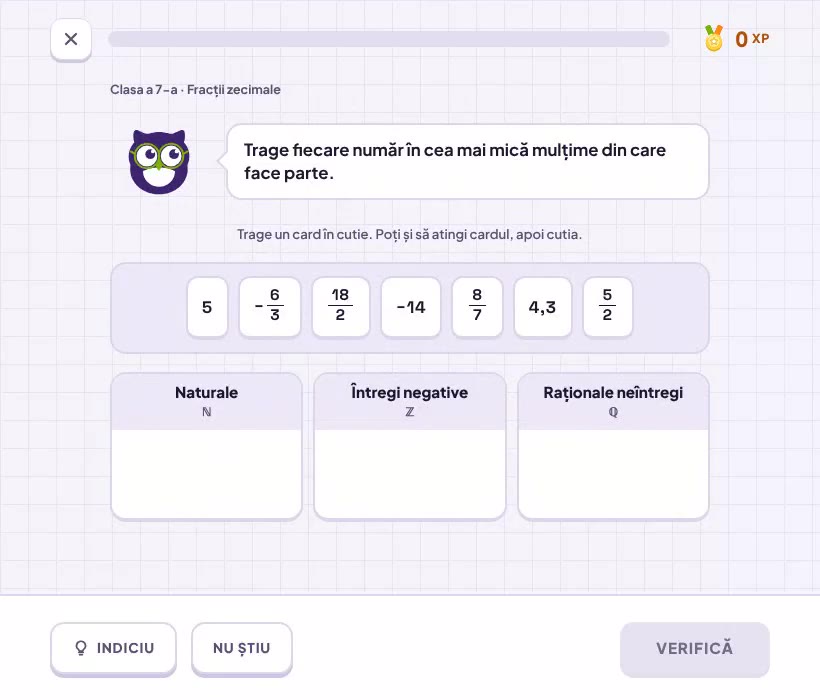 0 XP
Clasa a 7-a · Fracții zecimale
Trage fiecare număr în cea mai mică mulțime din care
face parte.
Trage un card în cutie. Poți și să atingi cardul, apoi cutia.
5
-6/3
18/2
-14
8/7
4,3
5/2
Naturale
ℕ
Întregi negative
ℤ
Raționale neîntregi
ℚ
INDICIU
NU ȘTIU
VERIFICĂ